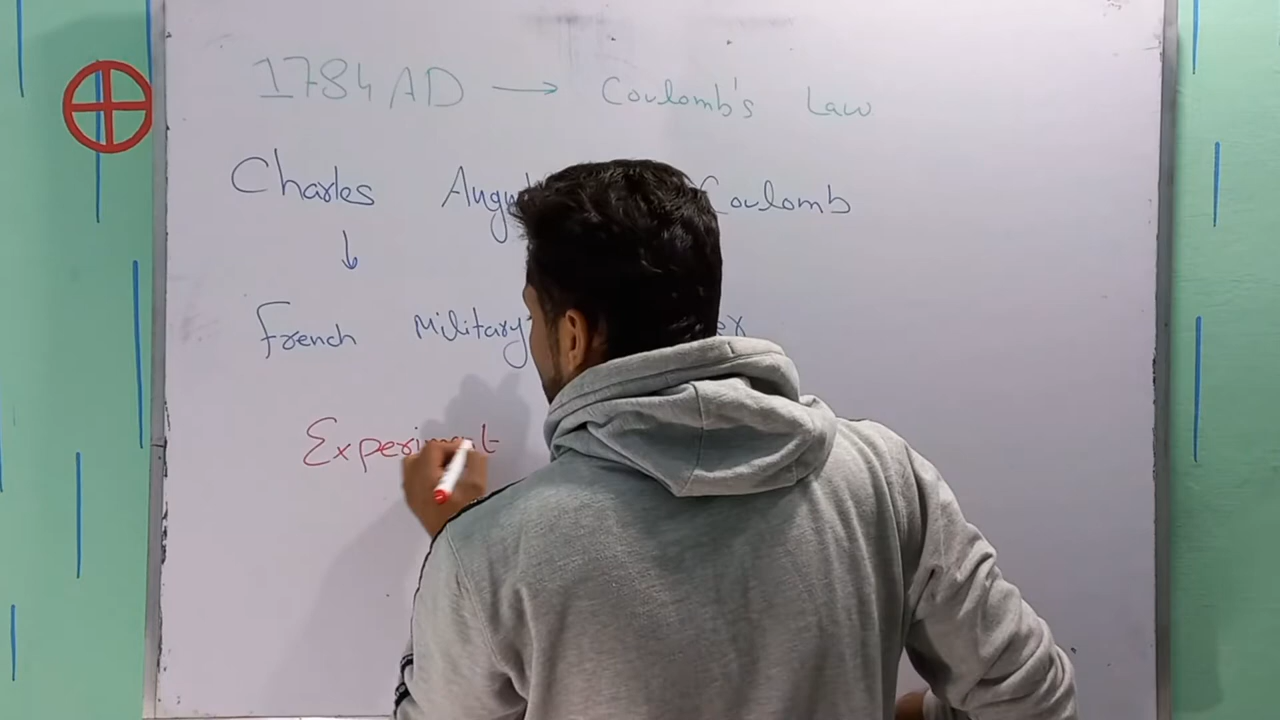 1784 AD → Coulomb's Law
Charles Coulomb
↓
French Military
Experiment